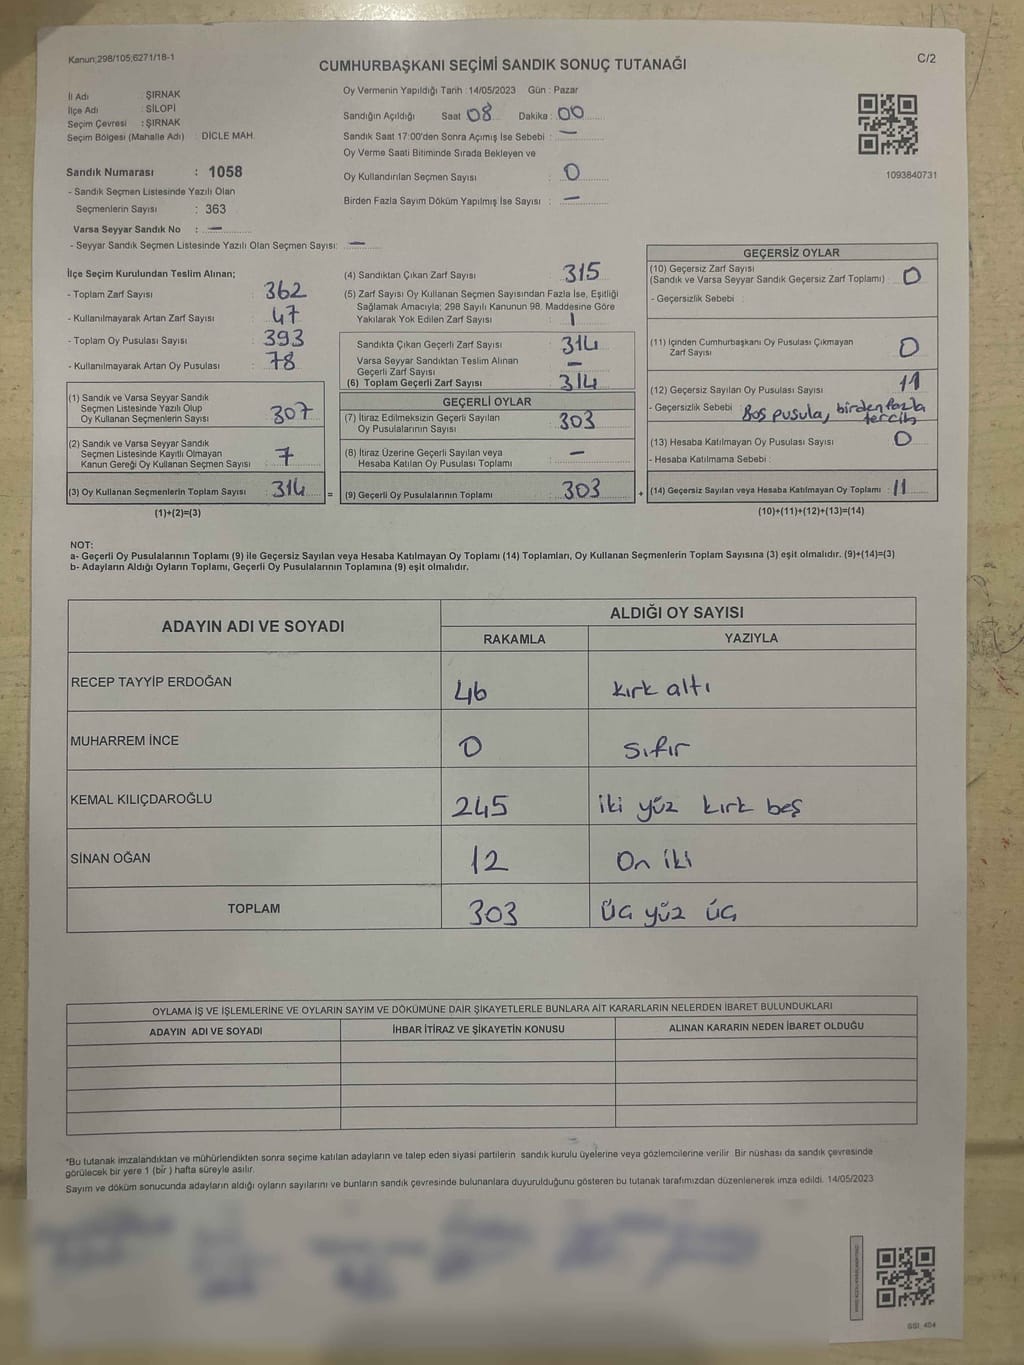 Kanun;298/105;6271/18-1
C/2
CUMHURBAŞKANI SEÇİMİ SANDIK SONUÇ TUTANAĞI
İl Adı : ŞIRNAK
İlçe Adı : SİLOPİ
Seçim Çevresi : ŞIRNAK
Seçim Bölgesi (Mahalle Adı) : DİCLE MAH.
Oy Vermenin Yapıldığı Tarih :14/05/2023 Gün : Pazar
Sandığın Açıldığı Saat 08 Dakika : 00
Sandık Saat 17:00'den Sonra Açımış İse Sebebi : —
Oy Verme Saati Bitiminde Sırada Bekleyen ve
Oy Kullandırılan Seçmen Sayısı : 0
Birden Fazla Sayım Döküm Yapılmış İse Sayısı : —
1093840731
Sandık Numarası : 1058
- Sandık Seçmen Listesinde Yazılı Olan
Seçmenlerin Sayısı : 363
Varsa Seyyar Sandık No : —
- Seyyar Sandık Seçmen Listesinde Yazılı Olan Seçmen Sayısı: —
İlçe Seçim Kurulundan Teslim Alınan;
- Toplam Zarf Sayısı : 362
- Kullanılmayarak Artan Zarf Sayısı : 47
- Toplam Oy Pusulası Sayısı : 393
- Kullanılmayarak Artan Oy Pusulası : 78
(1) Sandık ve Varsa Seyyar Sandık
Seçmen Listesinde Yazılı Olup
Oy Kullanan Seçmenlerin Sayısı : 307
(2) Sandık ve Varsa Seyyar Sandık
Seçmen Listesinde Kayıtlı Olmayan
Kanun Gereği Oy Kullanan Seçmen Sayısı : 7
(3) Oy Kullanan Seçmenlerin Toplam Sayısı : 314
(1)+(2)=(3)
(4) Sandıktan Çıkan Zarf Sayısı : 315
(5) Zarf Sayısı Oy Kullanan Seçmen Sayısından Fazla İse, Eşitliği
Sağlamak Amacıyla; 298 Sayılı Kanunun 98. Maddesine Göre
Yakılarak Yok Edilen Zarf Sayısı : 1
Sandıkta Çıkan Geçerli Zarf Sayısı : 314
Varsa Seyyar Sandıktan Teslim Alınan
Geçerli Zarf Sayısı : —
(6) Toplam Geçerli Zarf Sayısı : 314
GEÇERLİ OYLAR
(7) İtiraz Edilmeksizin Geçerli Sayılan
Oy Pusulalarının Sayısı : 303
(8) İtiraz Üzerine Geçerli Sayılan veya
Hesaba Katılan Oy Pusulası Toplamı : —
= (9) Geçerli Oy Pusulalarının Toplamı : 303
GEÇERSİZ OYLAR
(10) Geçersiz Zarf Sayısı
(Sandık ve Varsa Seyyar Sandık Geçersiz Zarf Toplamı) : 0
- Geçersizlik Sebebi :
(11) İçinden Cumhurbaşkanı Oy Pusulası Çıkmayan
Zarf Sayısı : 0
(12) Geçersiz Sayılan Oy Pusulası Sayısı : 11
- Geçersizlik Sebebi : Boş pusula, birden fazla
tercih
(13) Hesaba Katılmayan Oy Pusulası Sayısı : 0
- Hesaba Katılmama Sebebi :
+ (14) Geçersiz Sayılan veya Hesaba Katılmayan Oy Toplamı : 11
(10)+(11)+(12)+(13)=(14)
NOT:
a- Geçerli Oy Pusulalarının Toplamı (9) ile Geçersiz Sayılan veya Hesaba Katılmayan Oy Toplamı (14) Toplamları, Oy Kullanan Seçmenlerin Toplam Sayısına (3) eşit olmalıdır. (9)+(14)=(3)
b- Adayların Aldığı Oyların Toplamı, Geçerli Oy Pusulalarının Toplamına (9) eşit olmalıdır.
ADAYIN ADI VE SOYADI
ALDIĞI OY SAYISI
RAKAMLA YAZIYLA
RECEP TAYYİP ERDOĞAN 46 kırk altı
MUHARREM İNCE 0 sıfır
KEMAL KILIÇDAROĞLU 245 iki yüz kırk beş
SİNAN OĞAN 12 On iki
TOPLAM 303 üç yüz üç
OYLAMA İŞ VE İŞLEMLERİNE VE OYLARIN SAYIM VE DÖKÜMÜNE DAİR ŞİKAYETLERLE BUNLARA AİT KARARLARIN NELERDEN İBARET BULUNDUKLARI
ADAYIN ADI VE SOYADI İHBAR İTİRAZ VE ŞİKAYETİN KONUSU ALINAN KARARIN NEDEN İBARET OLDUĞU
*Bu tutanak imzalandıktan ve mühürlendikten sonra seçime katılan adayların ve talep eden siyasi partilerin sandık kurulu üyelerine veya gözlemcilerine verilir. Bir nüshası da sandık çevresinde
görülecek bir yere 1 (bir ) hafta süreyle asılır.
Sayım ve döküm sonucunda adayların aldığı oyların sayılarını ve bunların sandık çevresinde bulunanlara duyurulduğunu gösteren bu tutanak tarafımızdan düzenlenerek imza edildi. 14/05/2023